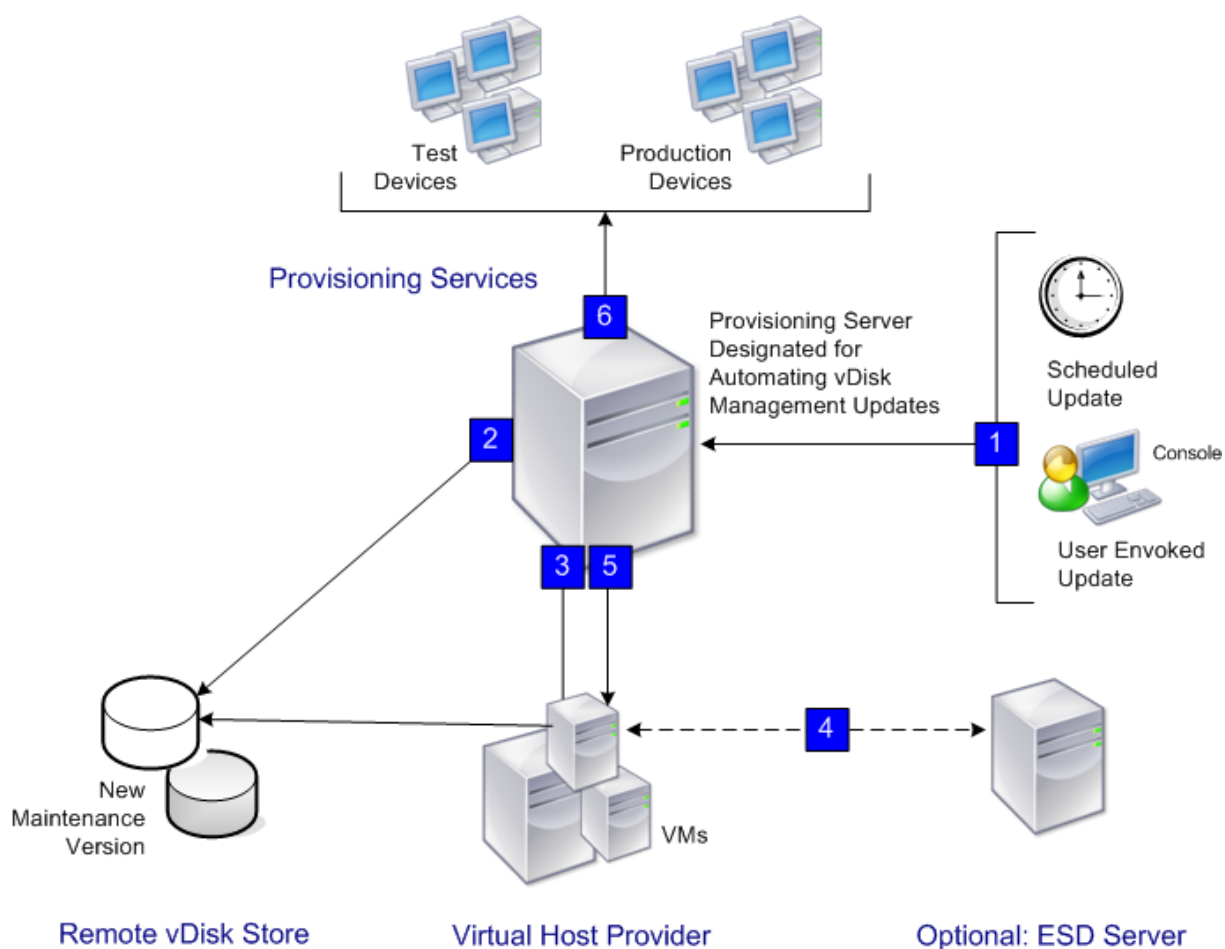 Test
Devices
Production
Devices
Provisioning Services
6
Provisioning Server
Designated for
Automating vDisk
Management Updates
Scheduled
Update
2
1
Console
User Envoked
Update
3
5
4
New
Maintenance
Version
VMs
Remote vDisk Store
Virtual Host Provider
Optional: ESD Server